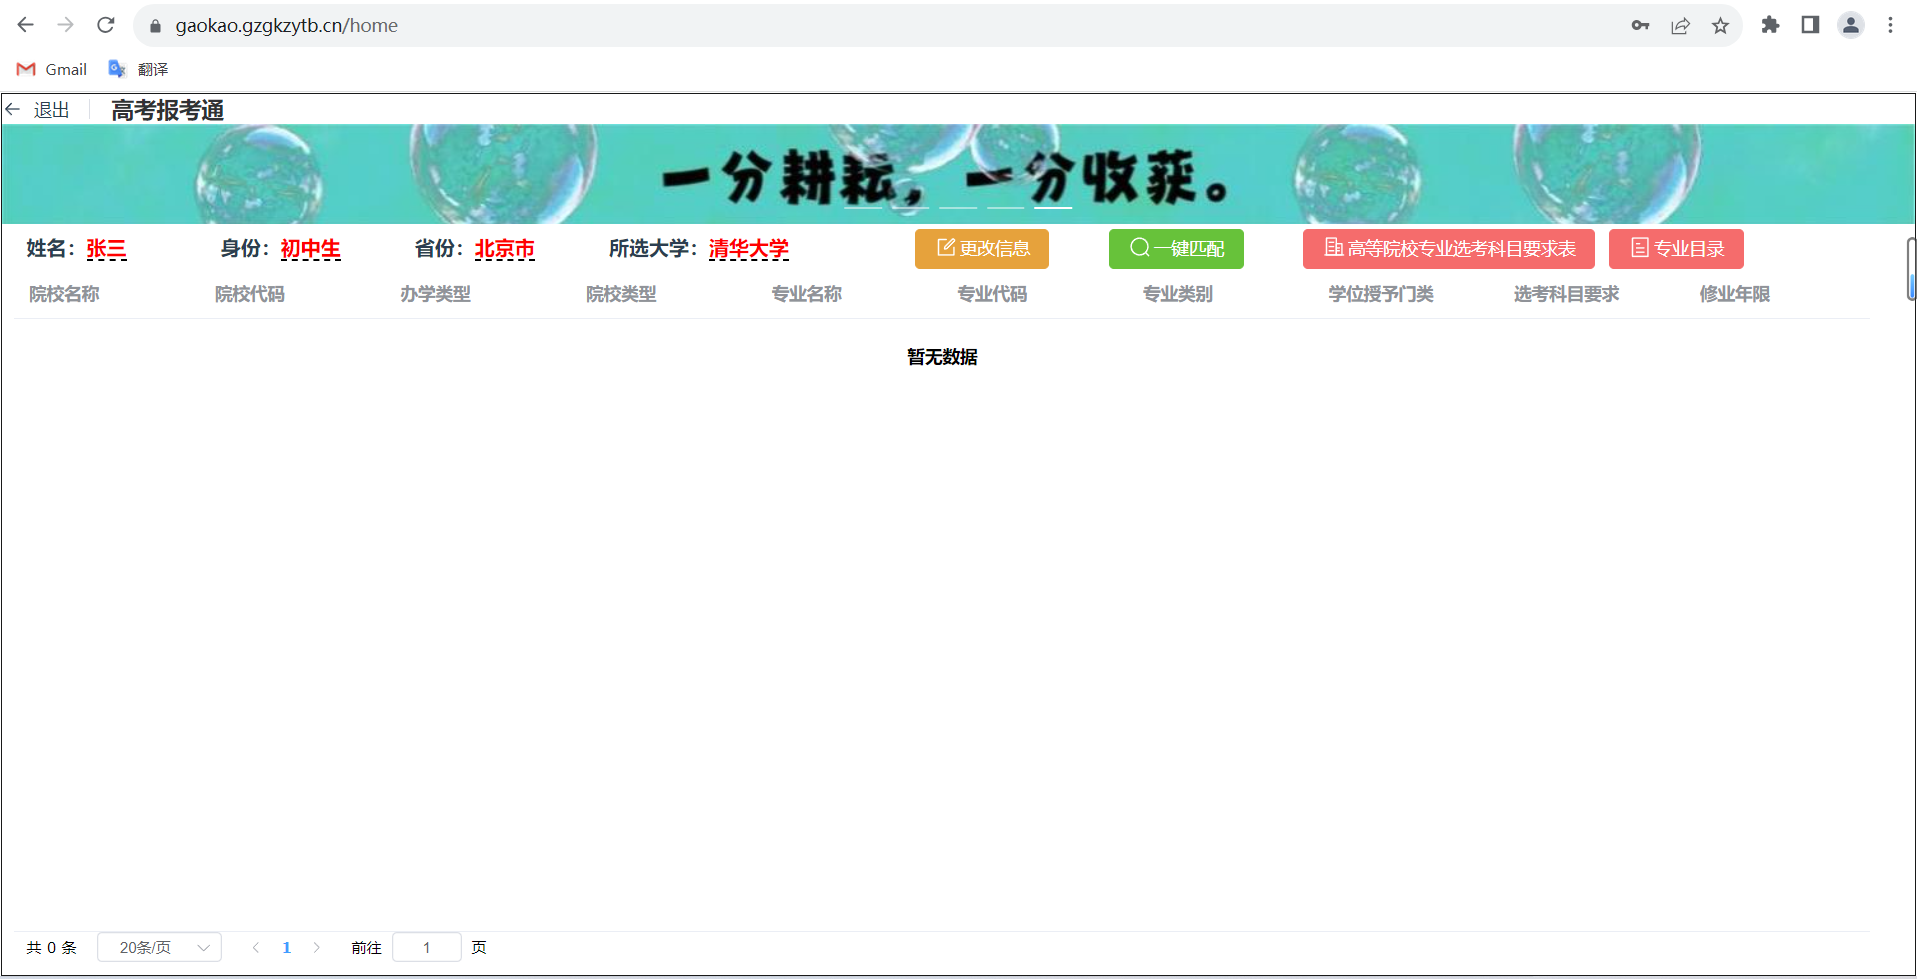 gaokao.gzgkzytb.cn/home
Gmail 翻译
退出 高考报考通
一分耕耘，一分收获。
姓名：张三 身份：初中生 省份：北京市 所选大学：清华大学 更改信息 一键匹配 高等院校专业选考科目要求表 专业目录
院校名称 院校代码 办学类型 院校类型 专业名称 专业代码 专业类别 学位授予门类 选考科目要求 修业年限
暂无数据
共 0 条 20条/页 1 前往 1 页